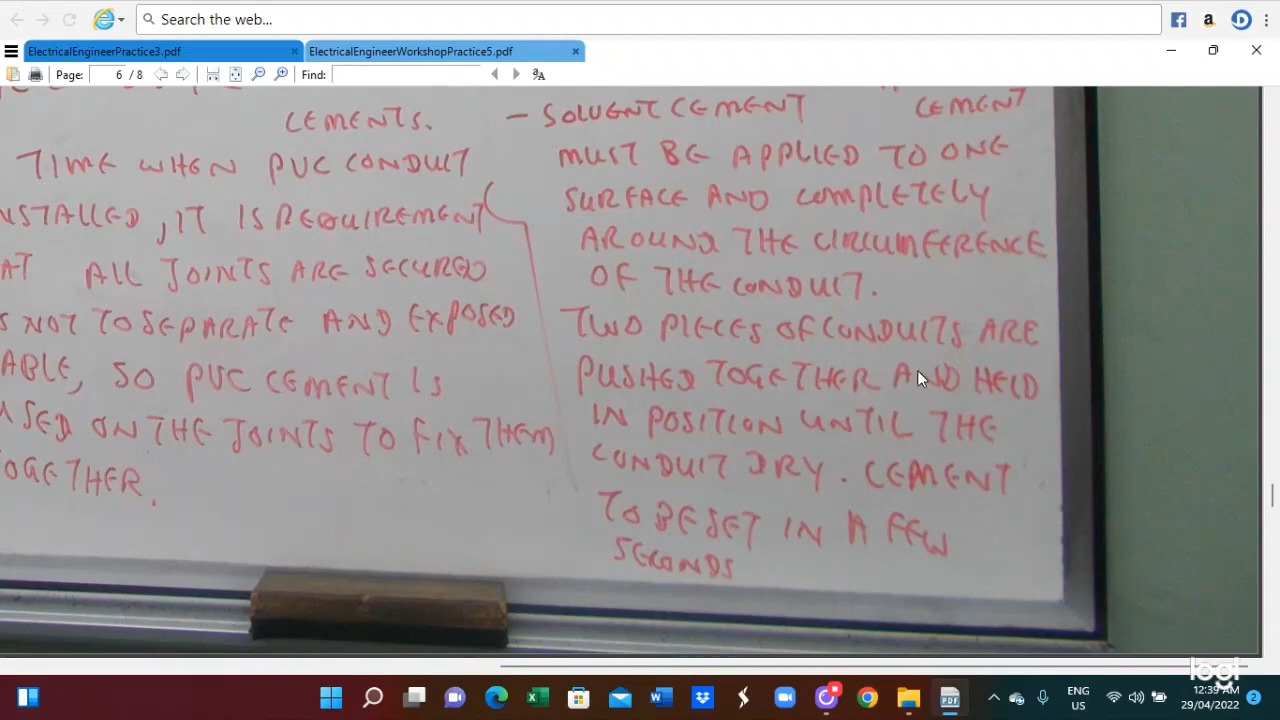 Search the web...
ElectricalEngineerPractice3.pdf
ElectricalEngineerWorkshopPractice5.pdf
Page: 6 / 8
Find:
CEMENTS.
TIME WHEN PVC CONDUIT
NSTALLED, IT IS REQUIREMENT
AT ALL JOINTS ARE SECURED
S NOT TO SEPARATE AND EXPOSED
ABLE, SO PVC CEMENT IS
USED ON THE JOINTS TO FIX THEM
TOGETHER.
- SOLVENT CEMENT CEMENT
MUST BE APPLIED TO ONE
SURFACE AND COMPLETELY
AROUND THE CIRCUMFERENCE
OF THE CONDUIT.
TWO PIECES OF CONDUITS ARE
PUSHED TOGETHER AND HELD
IN POSITION UNTIL THE
CONDUIT DRY. CEMENT
TO BE SET IN A FEW
SECONDS
logi
ENG
US
12:39 AM
29/04/2022
2